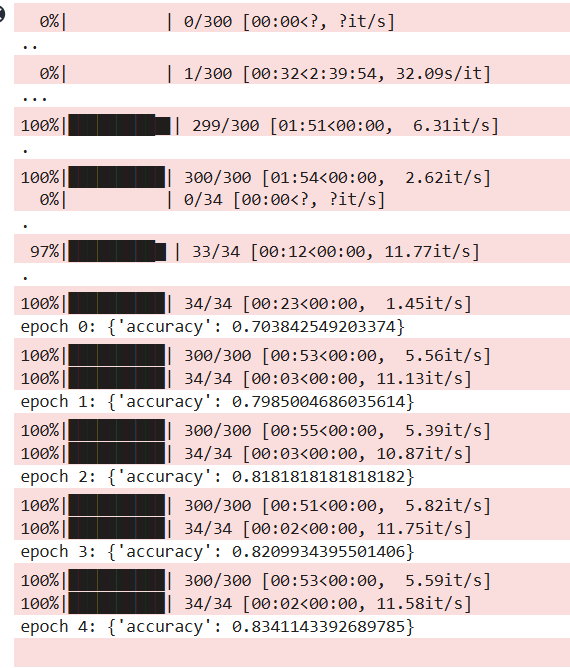 0%|          | 0/300 [00:00<?, ?it/s]
..
0%|          | 1/300 [00:32<2:39:54, 32.09s/it]
...
100%|█████████▉| 299/300 [01:51<00:00,  6.31it/s]
.
100%|██████████| 300/300 [01:54<00:00,  2.62it/s]
0%|          | 0/34 [00:00<?, ?it/s]
.
97%|█████████▋| 33/34 [00:12<00:00, 11.77it/s]
.
100%|██████████| 34/34 [00:23<00:00,  1.45it/s]
epoch 0: {'accuracy': 0.703842549203374}
100%|██████████| 300/300 [00:53<00:00,  5.56it/s]
100%|██████████| 34/34 [00:03<00:00, 11.13it/s]
epoch 1: {'accuracy': 0.7985004686035614}
100%|██████████| 300/300 [00:55<00:00,  5.39it/s]
100%|██████████| 34/34 [00:03<00:00, 10.87it/s]
epoch 2: {'accuracy': 0.8181818181818182}
100%|██████████| 300/300 [00:51<00:00,  5.82it/s]
100%|██████████| 34/34 [00:02<00:00, 11.75it/s]
epoch 3: {'accuracy': 0.8209934395501406}
100%|██████████| 300/300 [00:53<00:00,  5.59it/s]
100%|██████████| 34/34 [00:02<00:00, 11.58it/s]
epoch 4: {'accuracy': 0.8341143392689785}